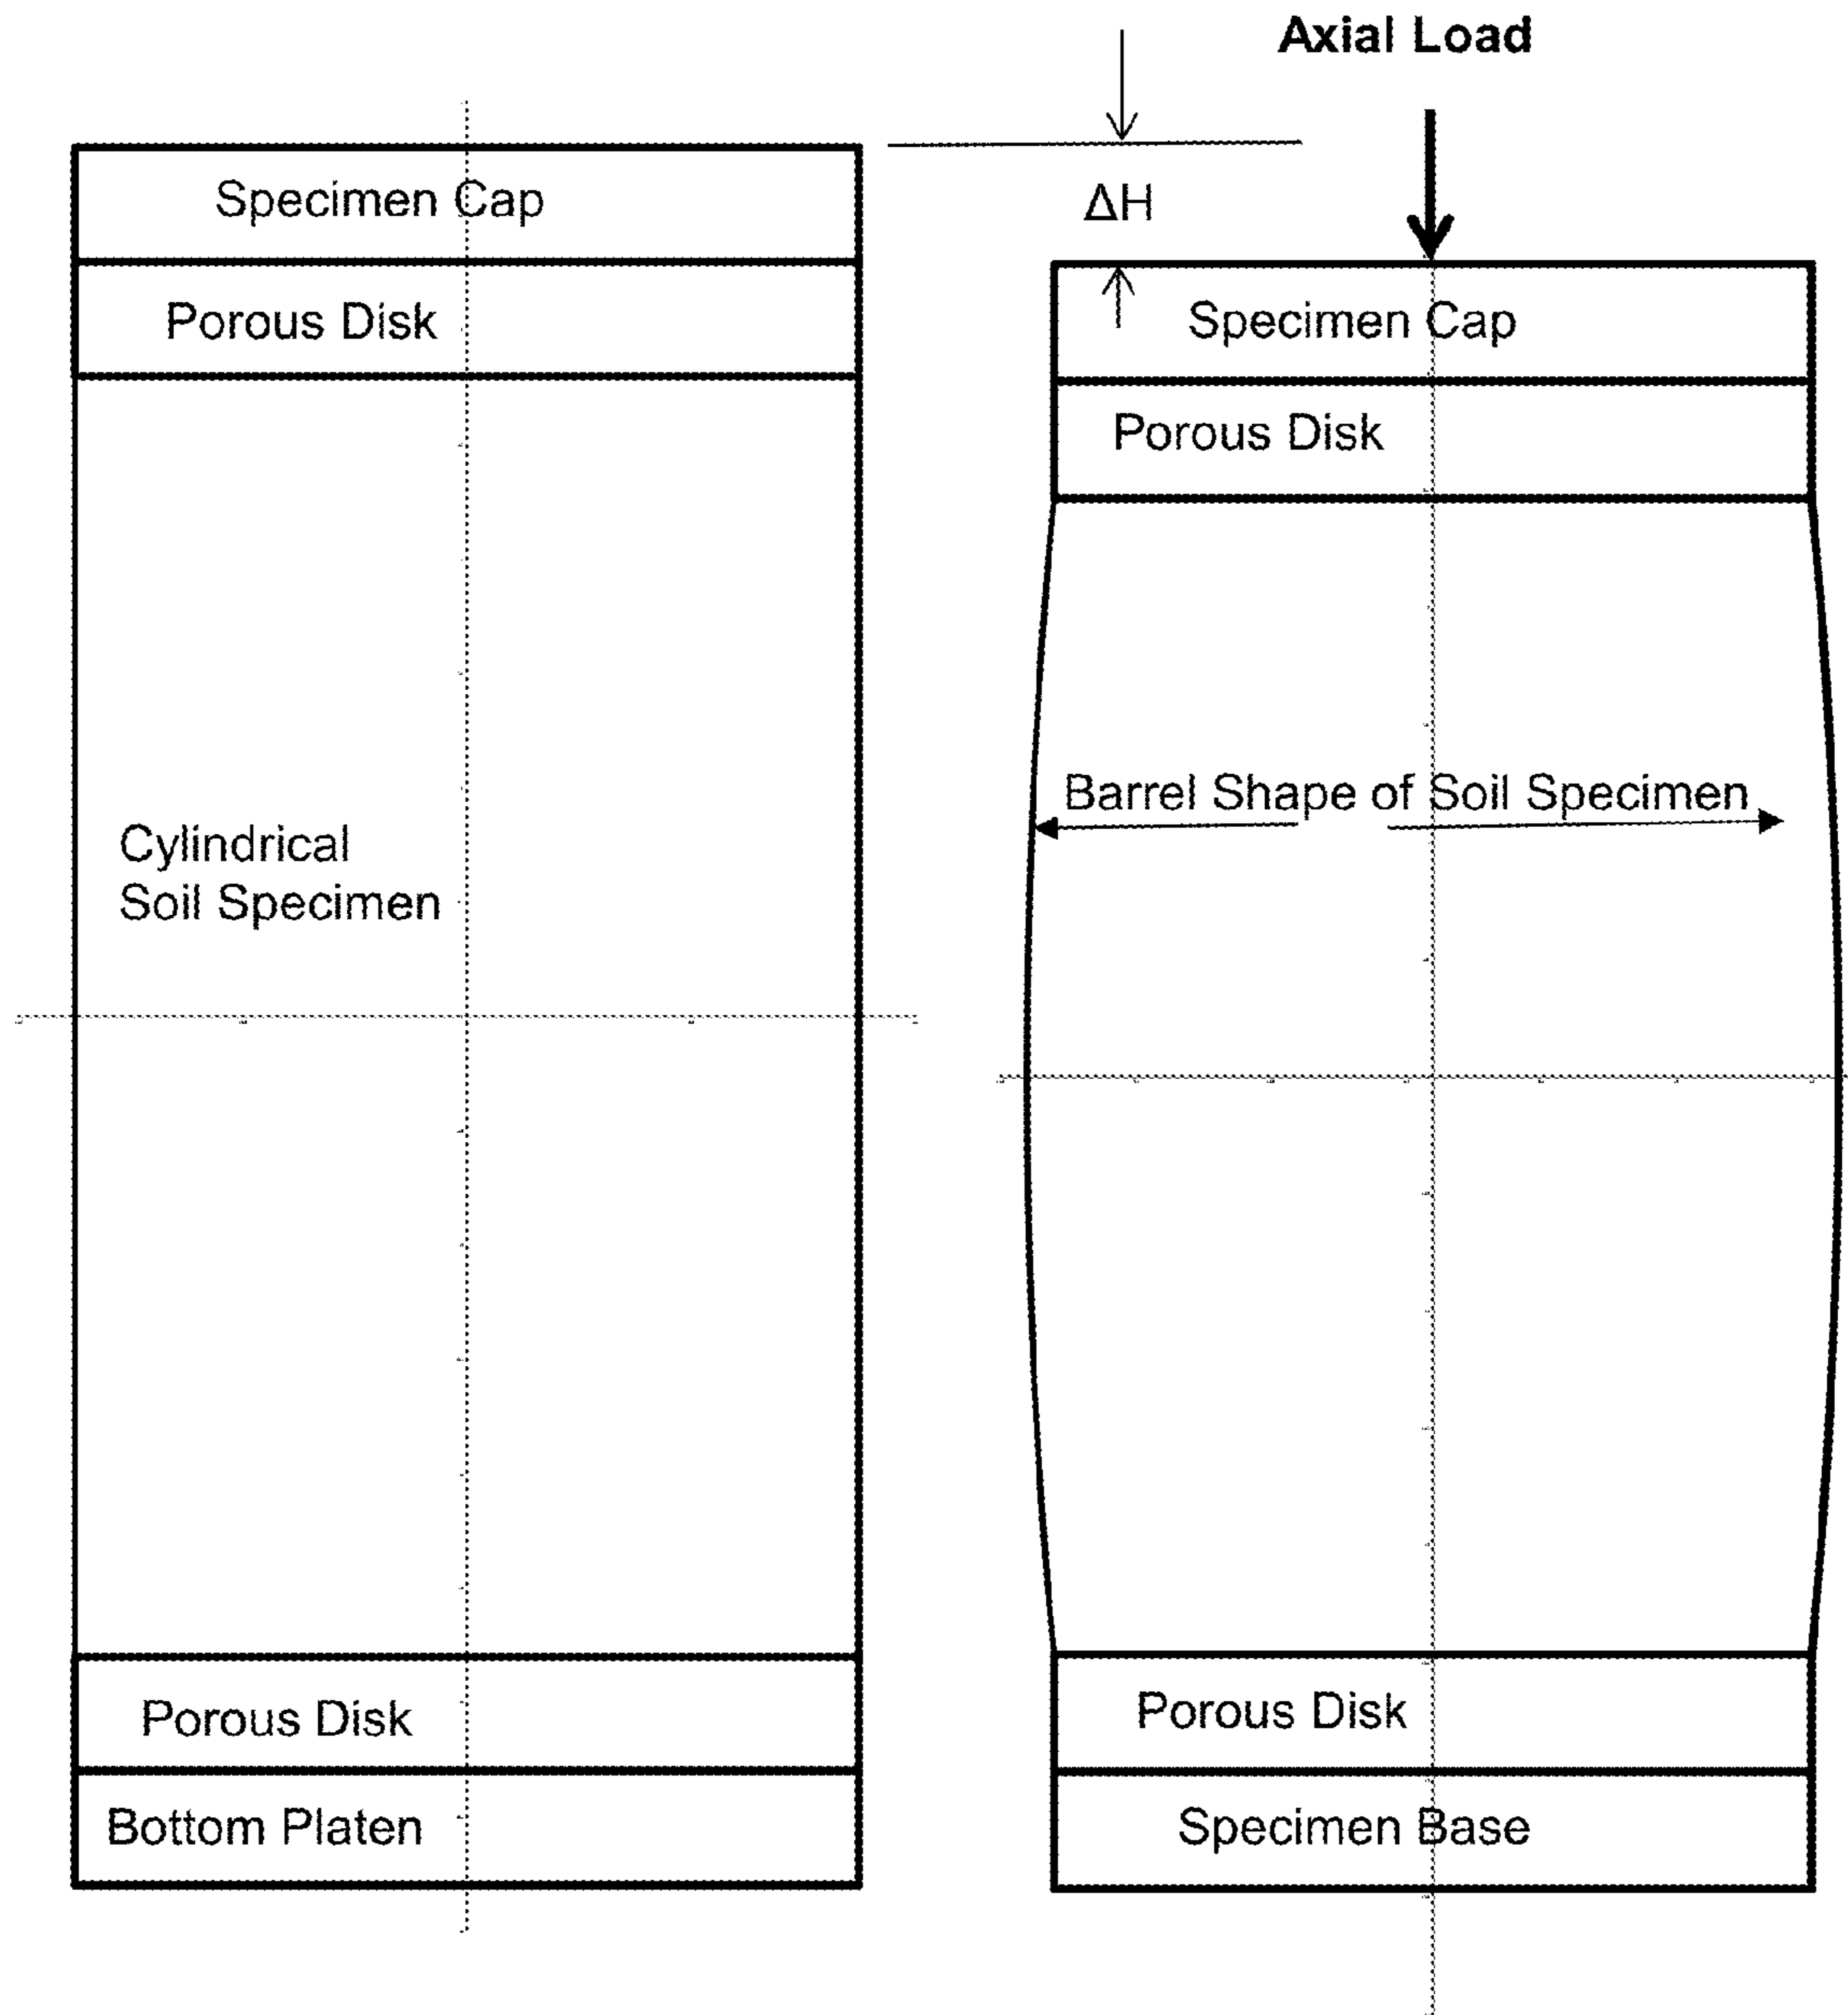 Axial Load
ΔH
Specimen Cap
Porous Disk
Cylindrical
Soil Specimen
Porous Disk
Bottom Platen
Specimen Cap
Porous Disk
Barrel Shape of Soil Specimen
Porous Disk
Specimen Base